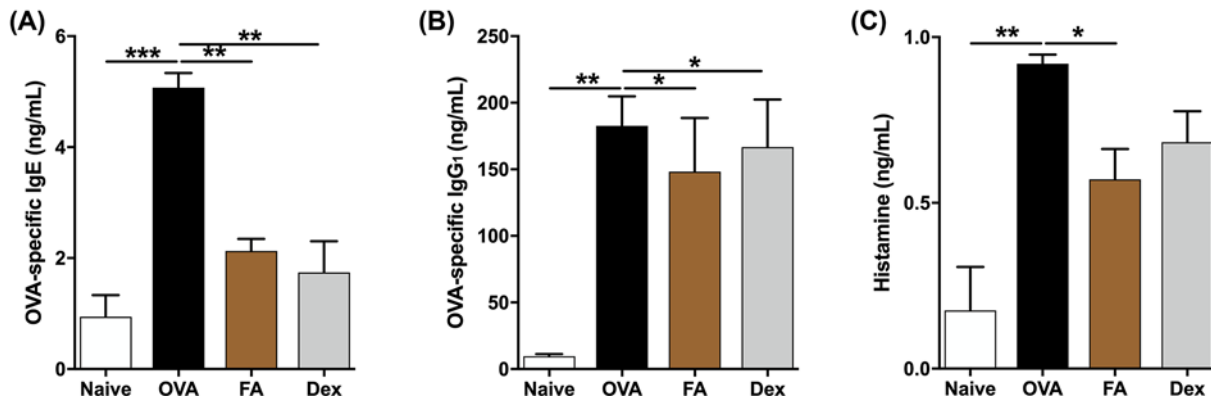 (A)
OVA-specific IgE (ng/mL)
6
4
2
0
***
**
**
Naive OVA FA Dex
(B)
OVA-specific IgG₁ (ng/mL)
250
200
150
100
50
0
**
*
*
Naive OVA FA Dex
(C)
Histamine (ng/mL)
1.0
0.5
0.0
**
*
Naive OVA FA Dex